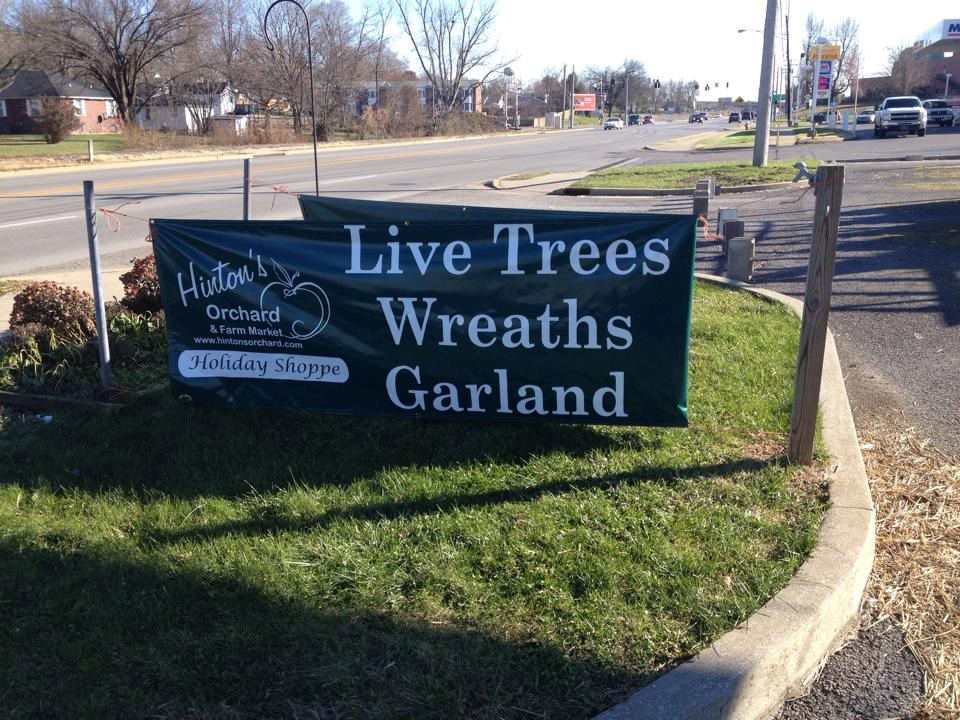 Hinton's
Orchard
& Farm Market
www.hintonsorchard.com
Holiday Shoppe
Live Trees
Wreaths
Garland